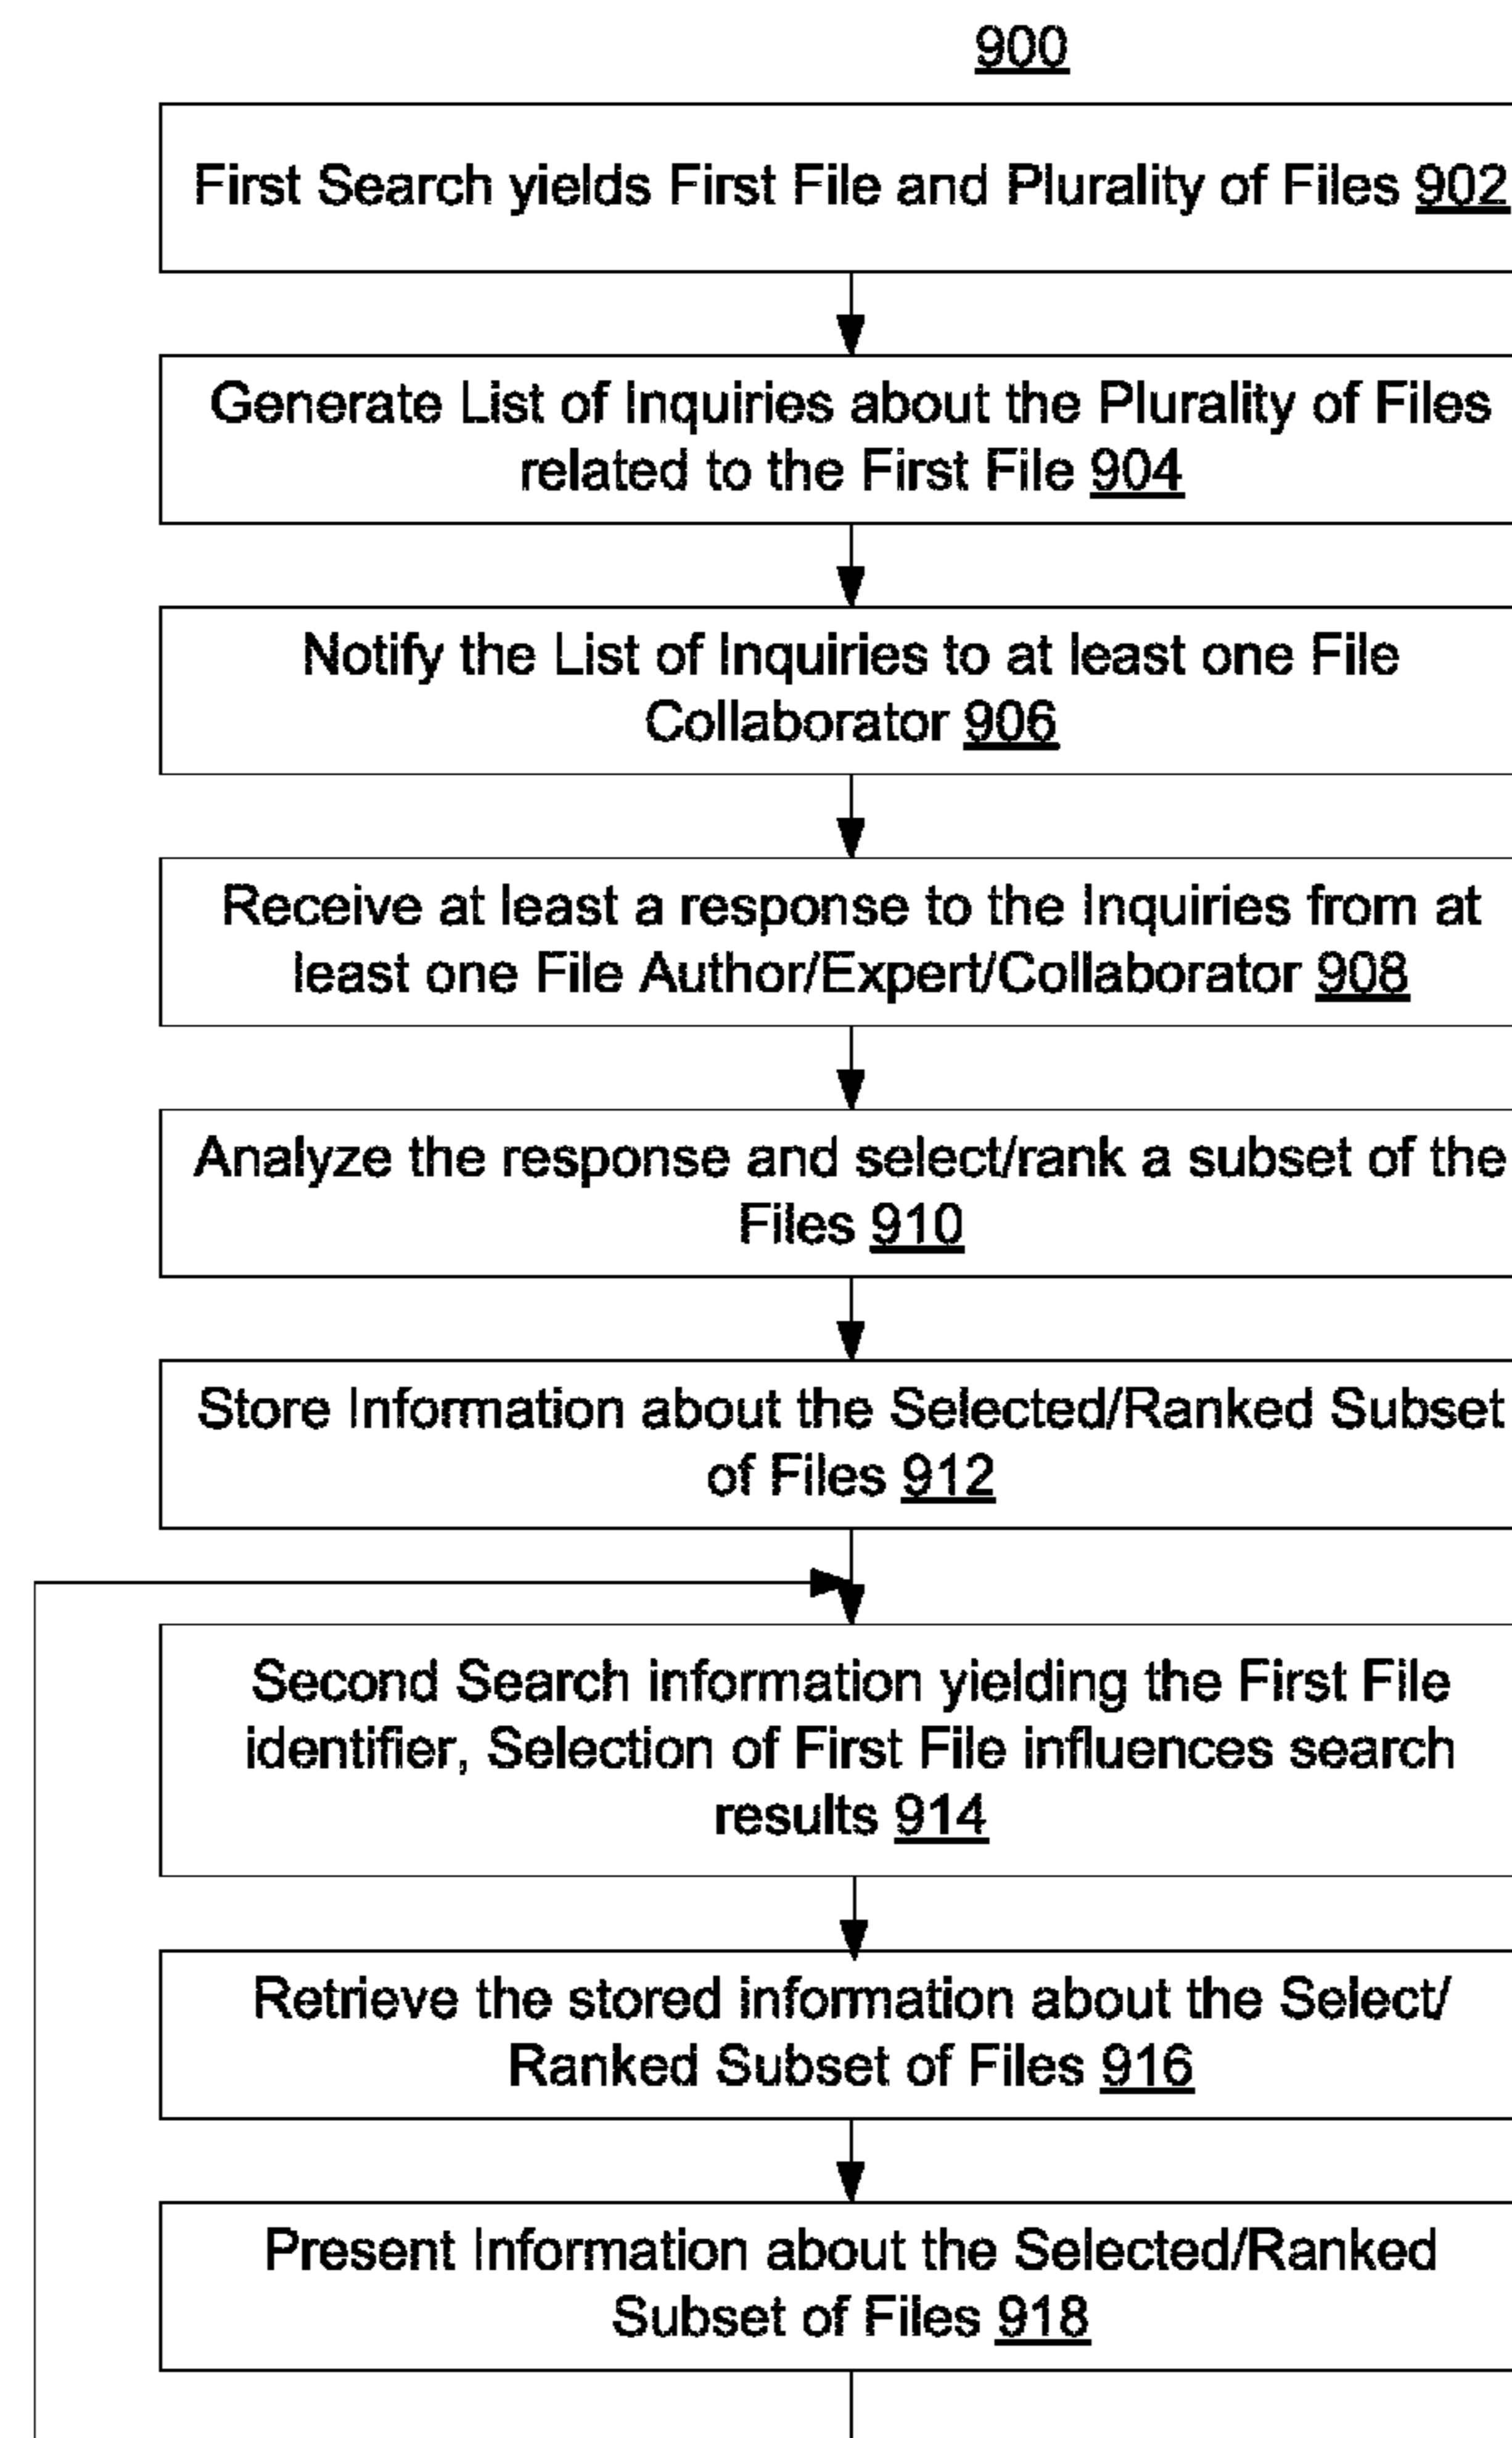 900
First Search yields First File and Plurality of Files 902
Generate List of Inquiries about the Plurality of Files
related to the First File 904
Notify the List of Inquiries to at least one File
Collaborator 906
Receive at least a response to the Inquiries from at
least one File Author/Expert/Collaborator 908
Analyze the response and select/rank a subset of the
Files 910
Store Information about the Selected/Ranked Subset
of Files 912
Second Search information yielding the First File
identifier, Selection of First File influences search
results 914
Retrieve the stored information about the Select/
Ranked Subset of Files 916
Present Information about the Selected/Ranked
Subset of Files 918